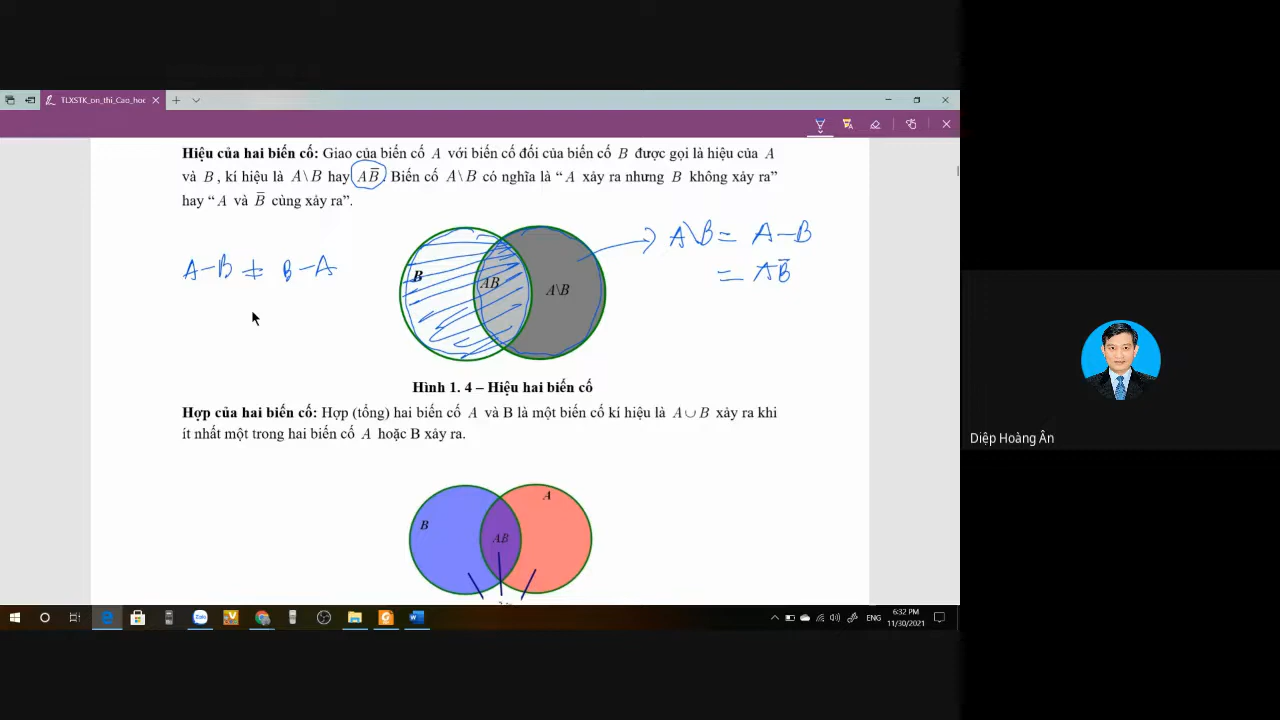 TLXSTK_on_thi_Cao_hoc
Hiệu của hai biến cố: Giao của biến cố A với biến cố đối của biến cố B được gọi là hiệu của A
và B, kí hiệu là A\B hay AB̅. Biến cố A\B có nghĩa là “A xảy ra nhưng B không xảy ra”
hay “A và B̅ cùng xảy ra”.
A\B = A-B
= AB̅
A-B ≠ B-A
B
AB
A\B
Hình 1. 4 – Hiệu hai biến cố
Hợp của hai biến cố: Hợp (tổng) hai biến cố A và B là một biến cố kí hiệu là A∪B xảy ra khi
ít nhất một trong hai biến cố A hoặc B xảy ra.
A
B
AB
Diệp Hoàng Ân
Zalo
ENG
6:32 PM
11/30/2021